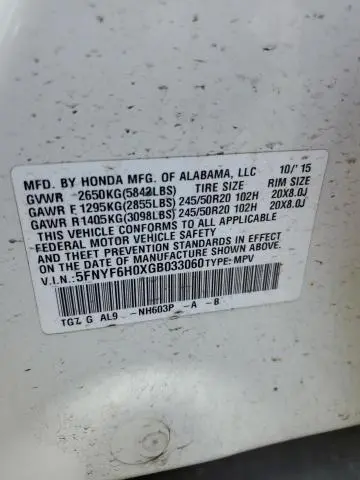 MFD. BY HONDA MFG. OF ALABAMA, LLC 10/'15
GVWR 2650KG(5842LBS) TIRE SIZE RIM SIZE
GAWR F 1295KG(2855LBS) 245/50R20 102H 20X8.0J
GAWR R 1405KG(3098LBS) 245/50R20 102H 20X8.0J
THIS VEHICLE CONFORMS TO ALL APPLICABLE
FEDERAL MOTOR VEHICLE SAFETY
AND THEFT PREVENTION STANDARDS IN EFFECT ON
THE DATE OF MANUFACTURE SHOWN ABOVE.
V.I.N.:5FNYF6H0XGB033060 TYPE:MPV
TGZ G AL9 -NH603P -A -B